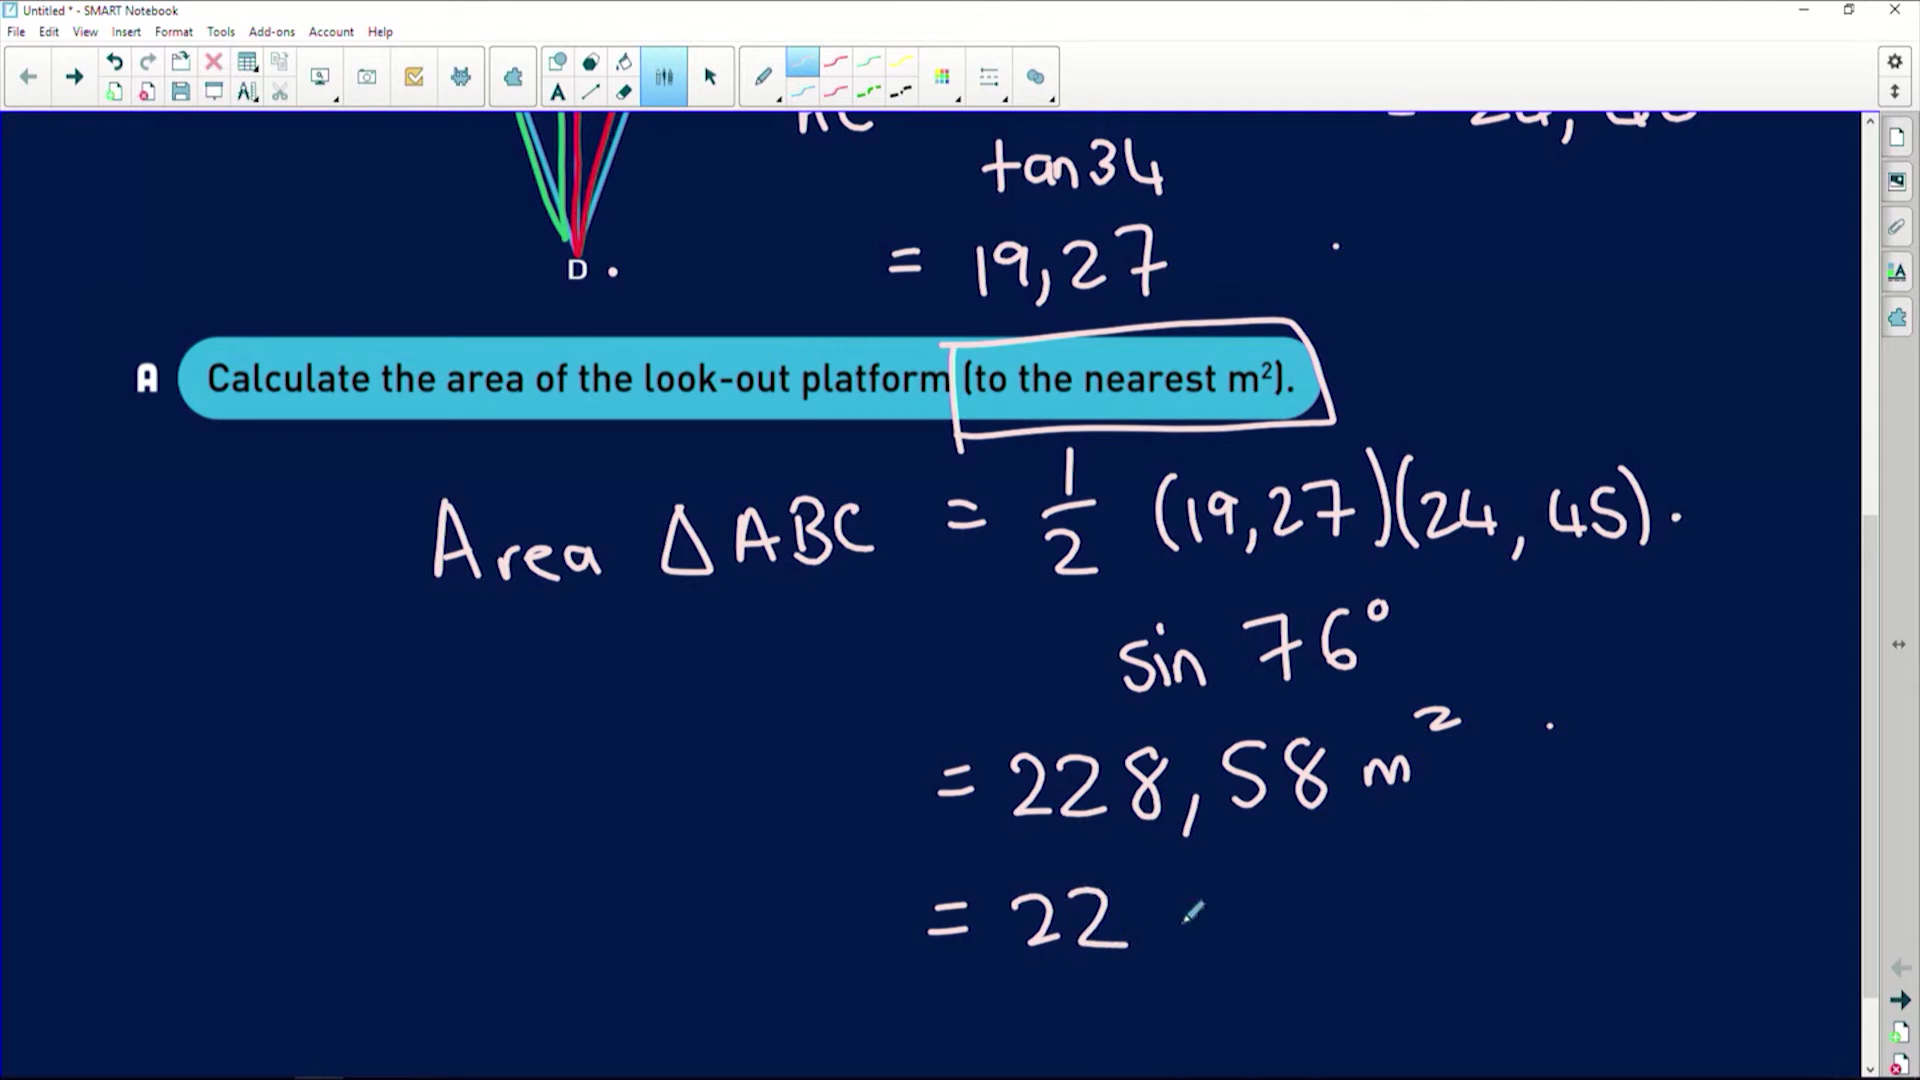 Untitled * - SMART Notebook
File Edit View Insert Format Tools Add-ons Account Help
tan34
= 19,27
D
A Calculate the area of the look-out platform (to the nearest m²).
Area △ABC = 1/2 (19,27)(24,45).
sin 76°
= 228,58 m²
= 22